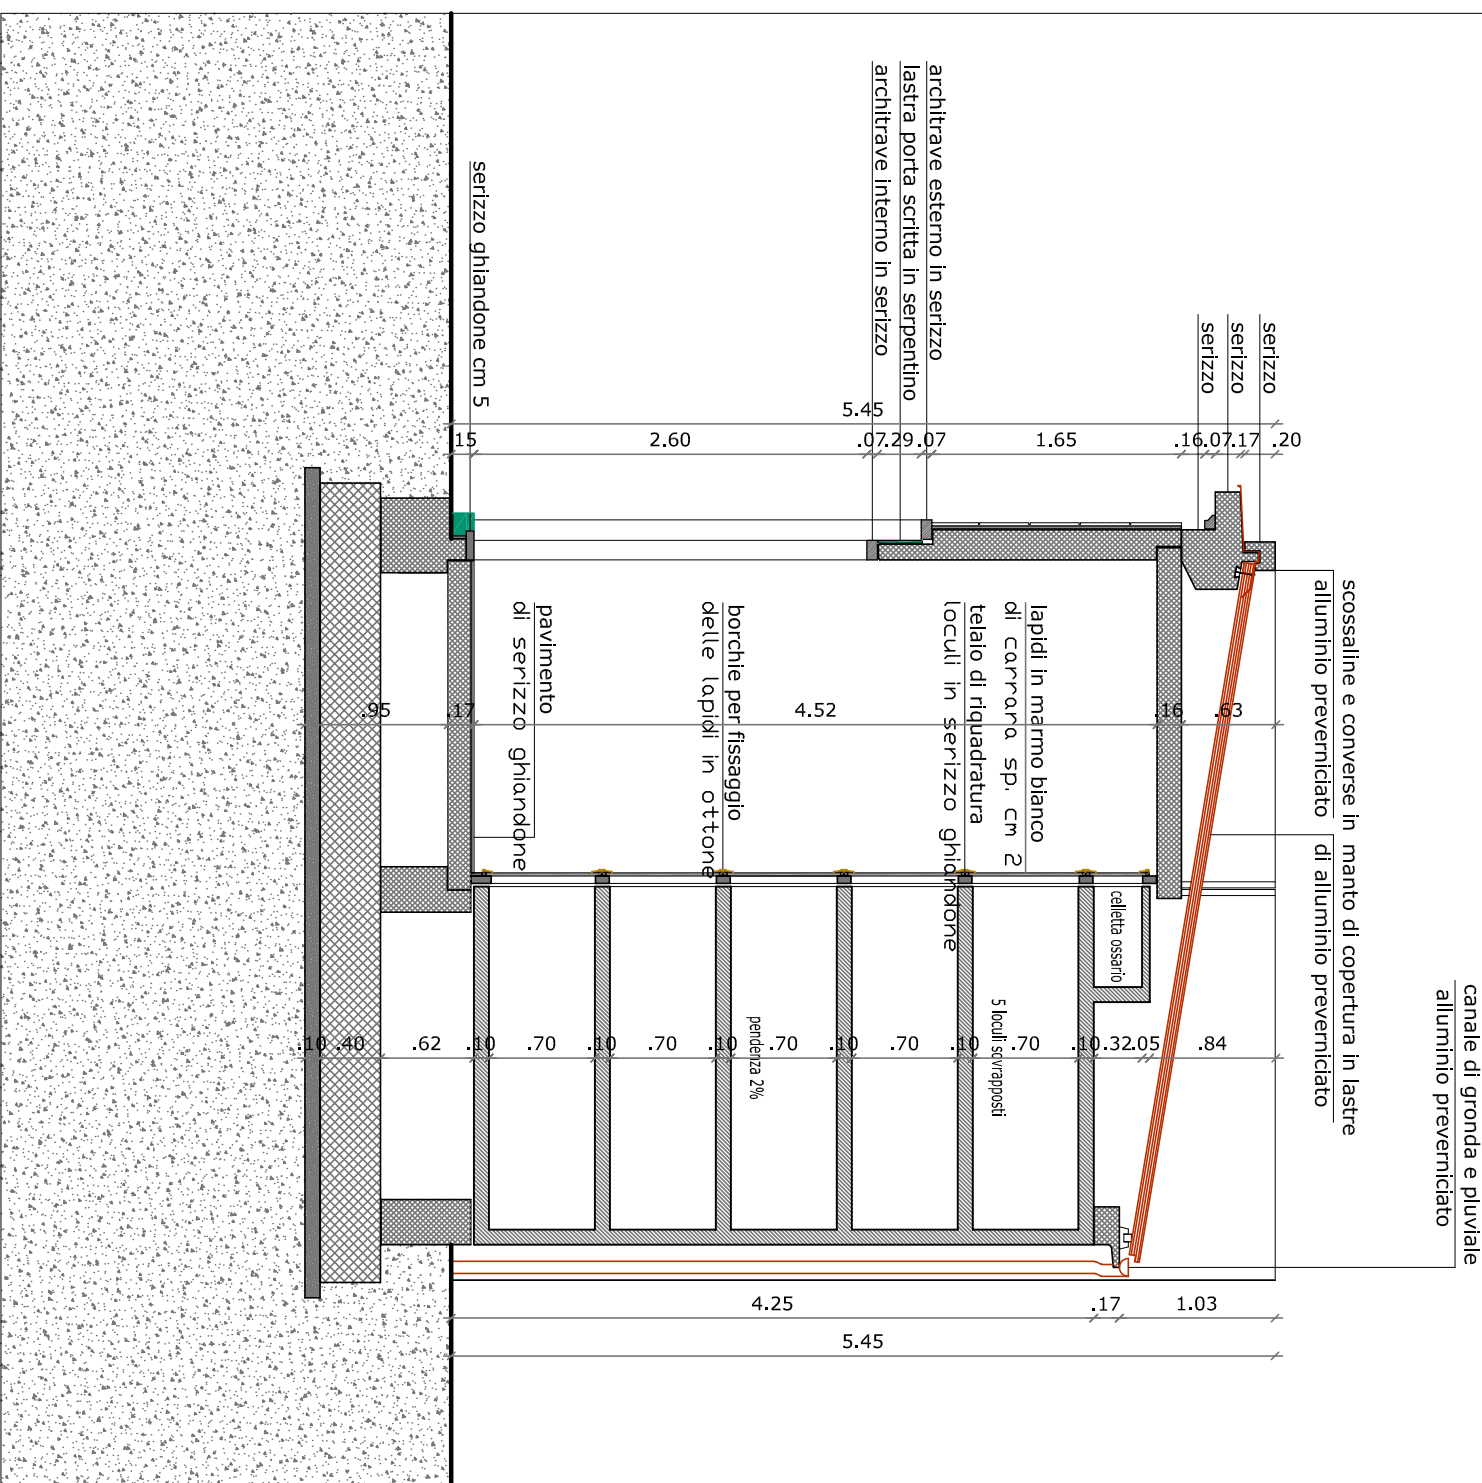 canale di gronda e pluviale
alluminio preverniciato
scossaline e converse in
alluminio preverniciato
manto di copertura in lastre
di alluminio preverniciato
serizzo
serizzo
serizzo
architrave esterno in serizzo
lastra porta scritta in serpentino
architrave interno in serizzo
serizzo ghiandone cm 5
lapidi in marmo bianco
di carrara sp. cm 2
telaio di riquadratura
loculi in serizzo ghiandone
borchie per fissaggio
delle lapidi in ottone
pavimento
di serizzo ghiandone
celletta ossario
5 loculi sovrapposti
pendenza 2%
5.45
.15 2.60 .07 .29 .07 1.65 .16 .07 .17 .20
.95 .17 4.52 .16 .63
.10 .40 .62 .10 .70 .10 .70 .10 .70 .10 .70 .10 .70 .10 .32 .05 .84
4.25 .17 1.03
5.45